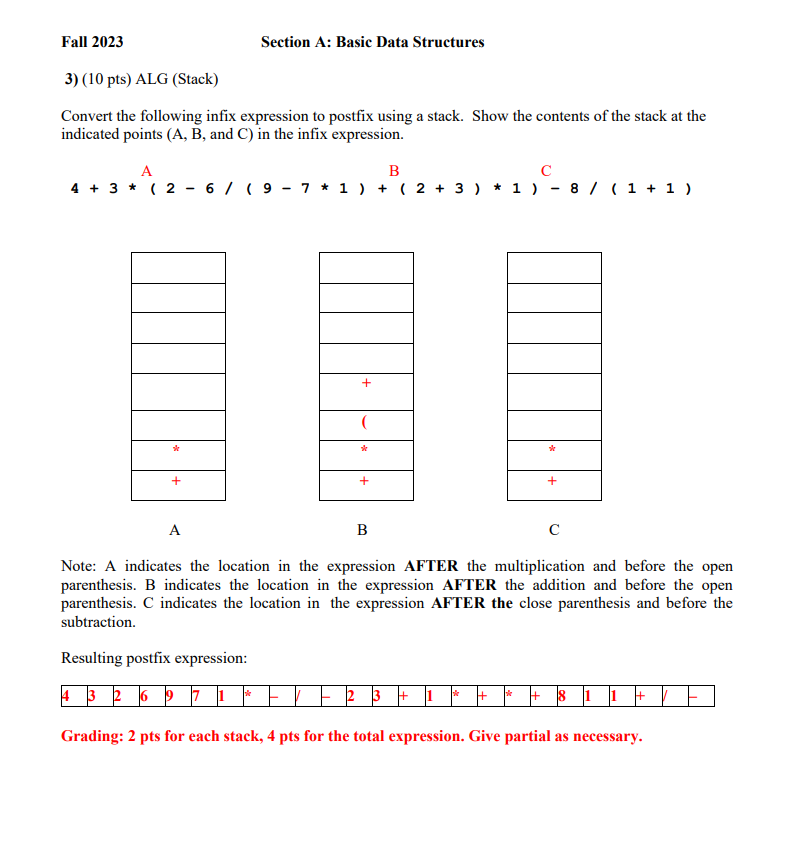 Fall 2023 Section A: Basic Data Structures
3) (10 pts) ALG (Stack)
Convert the following infix expression to postfix using a stack. Show the contents of the stack at the
indicated points (A, B, and C) in the infix expression.
A B C
4 + 3 * ( 2 – 6 / ( 9 – 7 * 1 ) + ( 2 + 3 ) * 1 ) – 8 / ( 1 + 1 )
+
(
* * *
+ + +
A B C
Note: A indicates the location in the expression AFTER the multiplication and before the open
parenthesis. B indicates the location in the expression AFTER the addition and before the open
parenthesis. C indicates the location in the expression AFTER the close parenthesis and before the
subtraction.
Resulting postfix expression:
4 3 2 6 9 7 1 * – / – 2 3 + 1 * + * + 8 1 1 + / –
Grading: 2 pts for each stack, 4 pts for the total expression. Give partial as necessary.